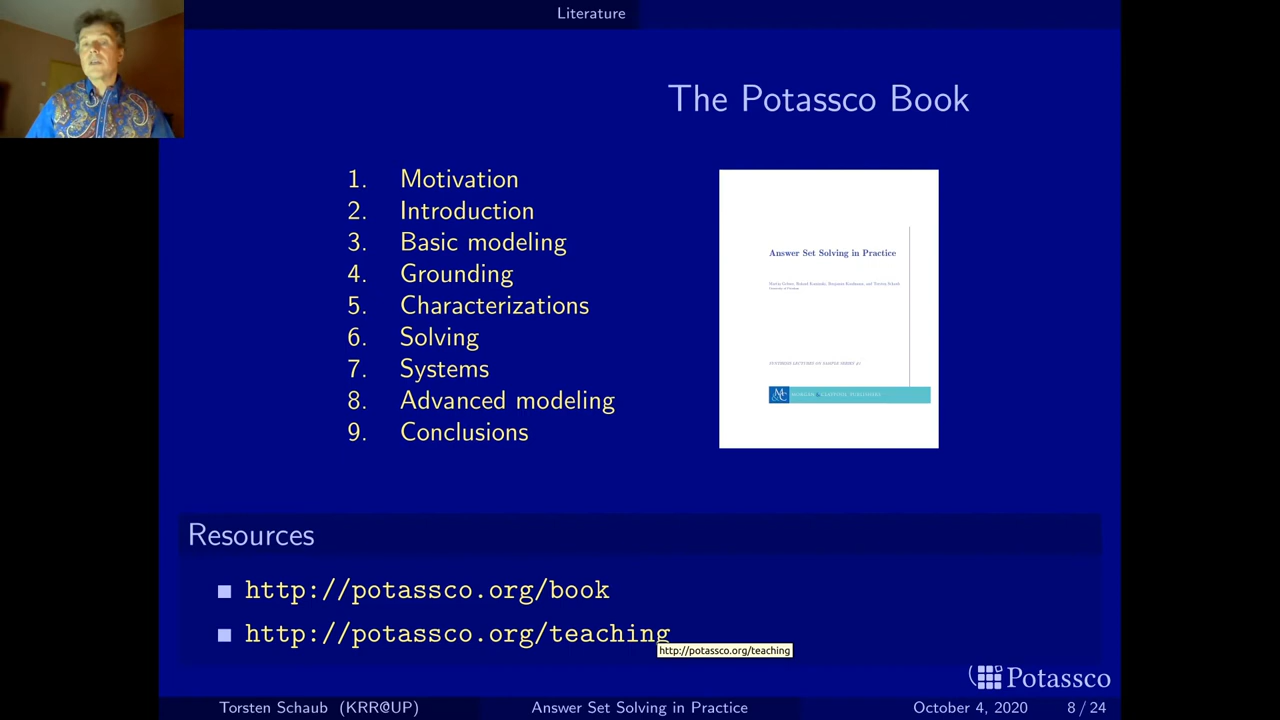 Literature
The Potassco Book
1. Motivation
2. Introduction
3. Basic modeling
4. Grounding
5. Characterizations
6. Solving
7. Systems
8. Advanced modeling
9. Conclusions
Answer Set Solving in Practice
Resources
http://potassco.org/book
http://potassco.org/teaching
http://potassco.org/teaching
Potassco
Torsten Schaub (KRR@UP) Answer Set Solving in Practice October 4, 2020 8 / 24